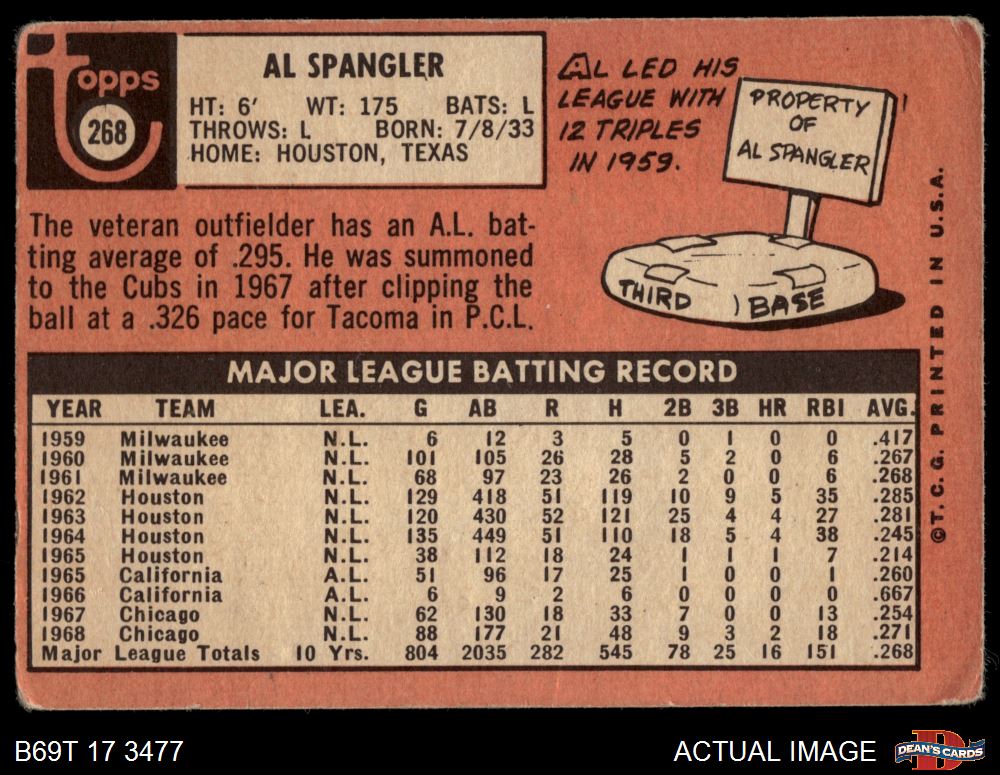 topps
268
AL SPANGLER
HT: 6' WT: 175 BATS: L
THROWS: L BORN: 7/8/33
HOME: HOUSTON, TEXAS
AL LED HIS
LEAGUE WITH
12 TRIPLES
IN 1959.
PROPERTY
OF
AL SPANGLER
THIRD BASE
The veteran outfielder has an A.L. bat-
ting average of .295. He was summoned
to the Cubs in 1967 after clipping the
ball at a .326 pace for Tacoma in P.C.L.
MAJOR LEAGUE BATTING RECORD
YEAR TEAM LEA. G AB R H 2B 3B HR RBI AVG.
1959 Milwaukee N.L. 6 12 3 5 0 1 0 0 .417
1960 Milwaukee N.L. 101 105 26 28 5 2 0 6 .267
1961 Milwaukee N.L. 68 97 23 26 2 0 0 6 .268
1962 Houston N.L. 129 418 51 119 10 9 5 35 .285
1963 Houston N.L. 120 430 52 121 25 4 4 27 .281
1964 Houston N.L. 135 449 51 110 18 5 4 38 .245
1965 Houston N.L. 38 112 18 24 1 1 1 7 .214
1965 California A.L. 51 96 17 25 1 0 0 1 .260
1966 California A.L. 6 9 2 6 0 0 0 0 .667
1967 Chicago N.L. 62 130 18 33 7 0 0 13 .254
1968 Chicago N.L. 88 177 21 48 9 3 2 18 .271
Major League Totals 10 Yrs. 804 2035 282 545 78 25 16 151 .268
©T.C.G. PRINTED IN U.S.A.
B69T 17 3477
ACTUAL IMAGE
DEAN'S CARDS